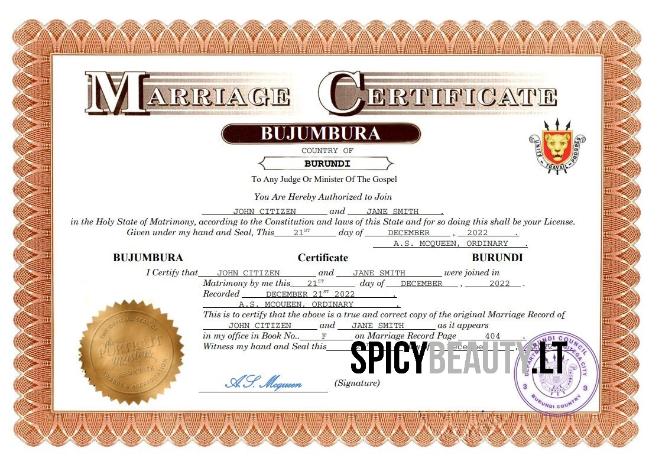 MARRIAGE CERTIFICATE
BUJUMBURA
COUNTRY OF
BURUNDI
To Any Judge Or Minister Of The Gospel
You Are Hereby Authorized to Join
JOHN CITIZEN and JANE SMITH.
in the Holy State of Matrimony, according to the Constitution and laws of this State and for so doing this shall be your License.
Given under my hand and Seal, This 21ST day of DECEMBER, 2022
A.S. MCQUEEN, ORDINARY.
BUJUMBURA Certificate BURUNDI
I Certify that JOHN CITIZEN and JANE SMITH were joined in
Matrimony by me this 21ST day of DECEMBER, 2022.
Recorded DECEMBER 21ST 2022,
A.S. MCQUEEN, ORDINARY.
This is to certify that the above is a true and correct copy of the original Marriage Record of
JOHN CITIZEN and JANE SMITH as it appears
in my office in Book No.. F on Marriage Record Page 404.
Witness my hand and Seal this
SPICYBEAUTY.LT
A.S. Mcqueen (Signature)
UNITE TRAVAIL PROGRES
BURUNDI COUNTRY